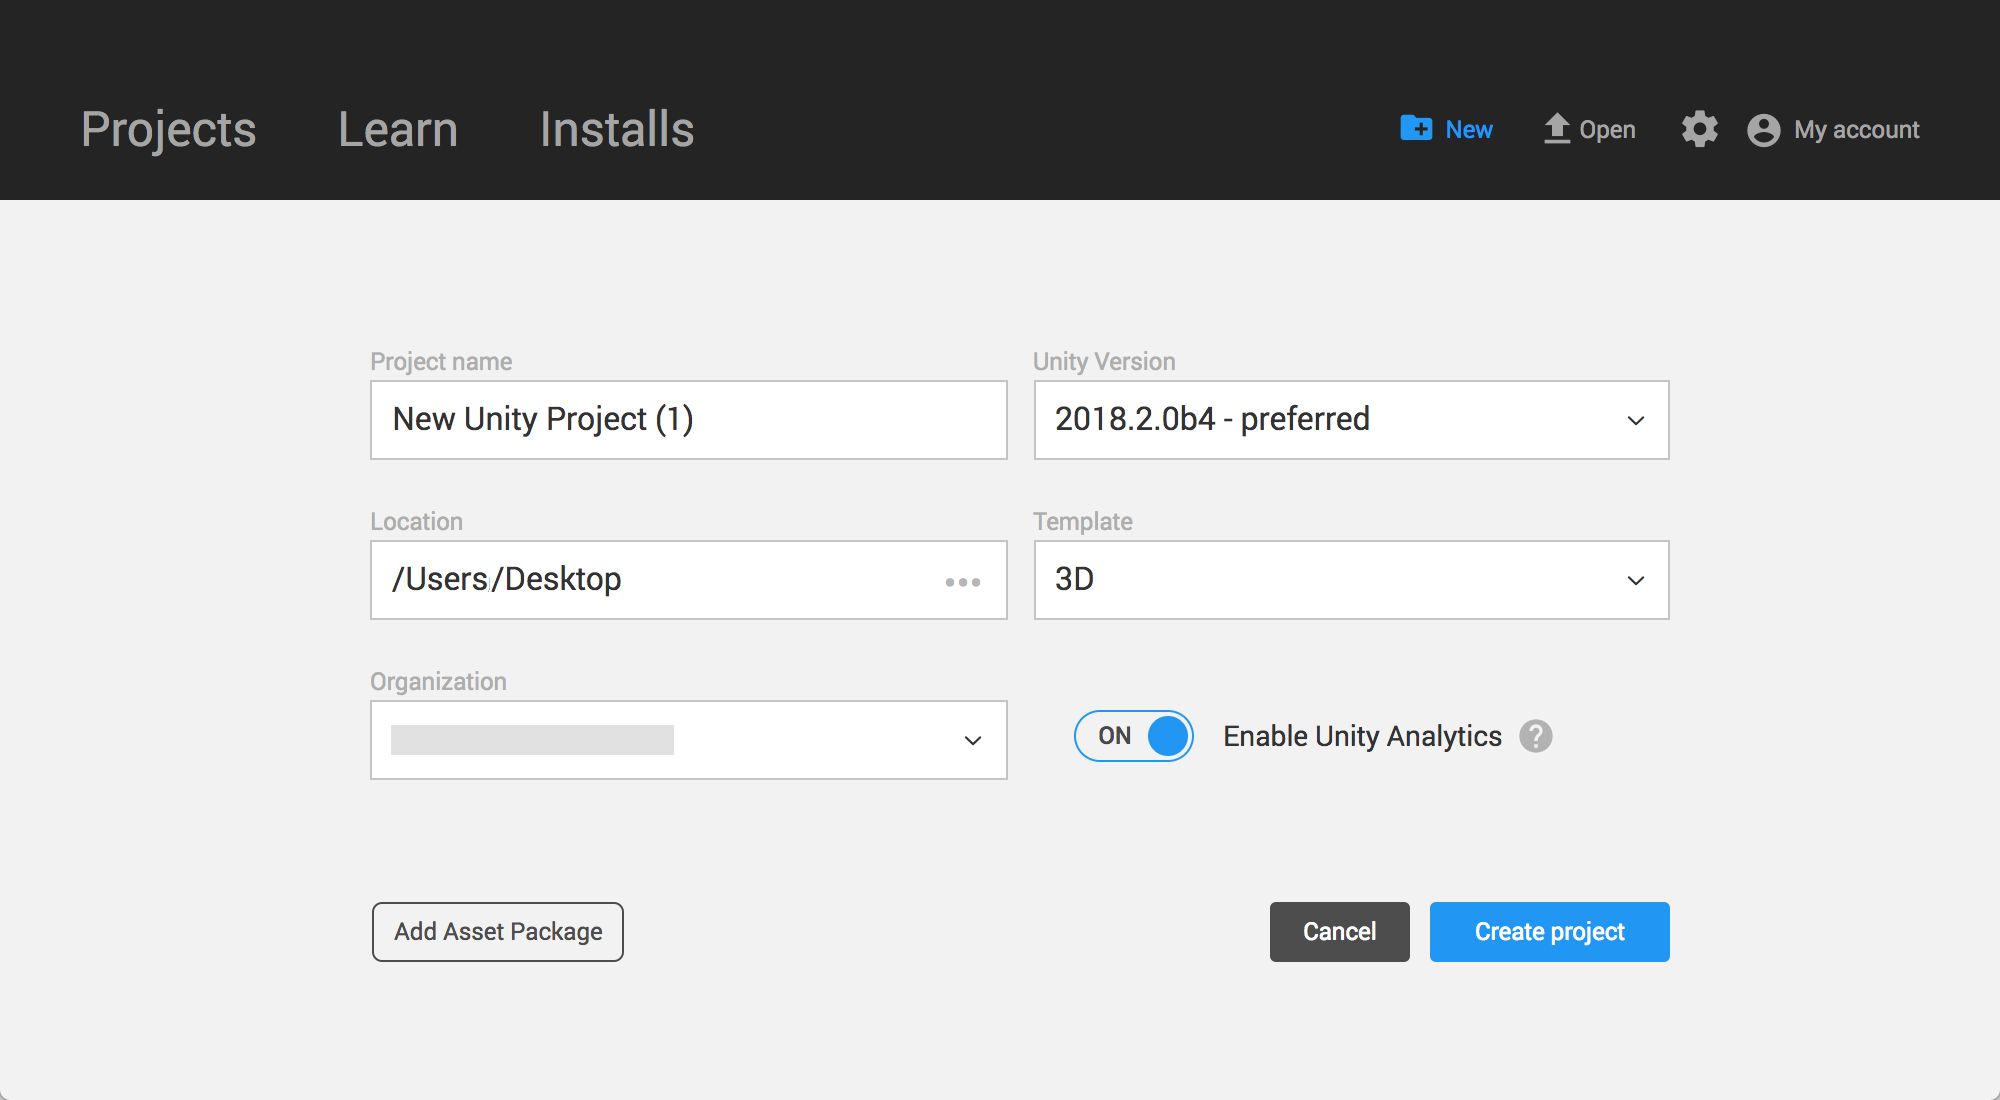 Projects Learn Installs New Open My account
Project name Unity Version
New Unity Project (1) 2018.2.0b4 - preferred
Location Template
/Users/Desktop 3D
Organization
ON Enable Unity Analytics ?
Add Asset Package Cancel Create project